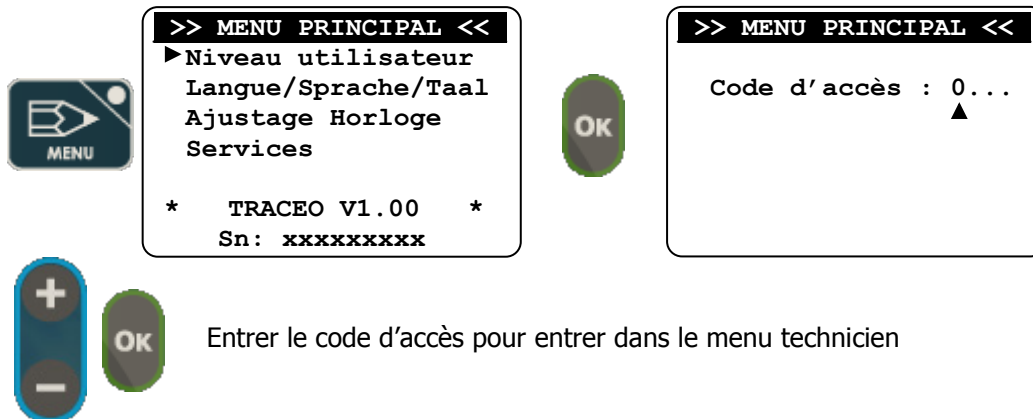 >> MENU PRINCIPAL <<
►Niveau utilisateur
Langue/Sprache/Taal
Ajustage Horloge
Services
* TRACEO V1.00 *
Sn: xxxxxxxxx
MENU
OK
>> MENU PRINCIPAL <<
Code d’accès : 0...
▲
+
-
OK
Entrer le code d’accès pour entrer dans le menu technicien